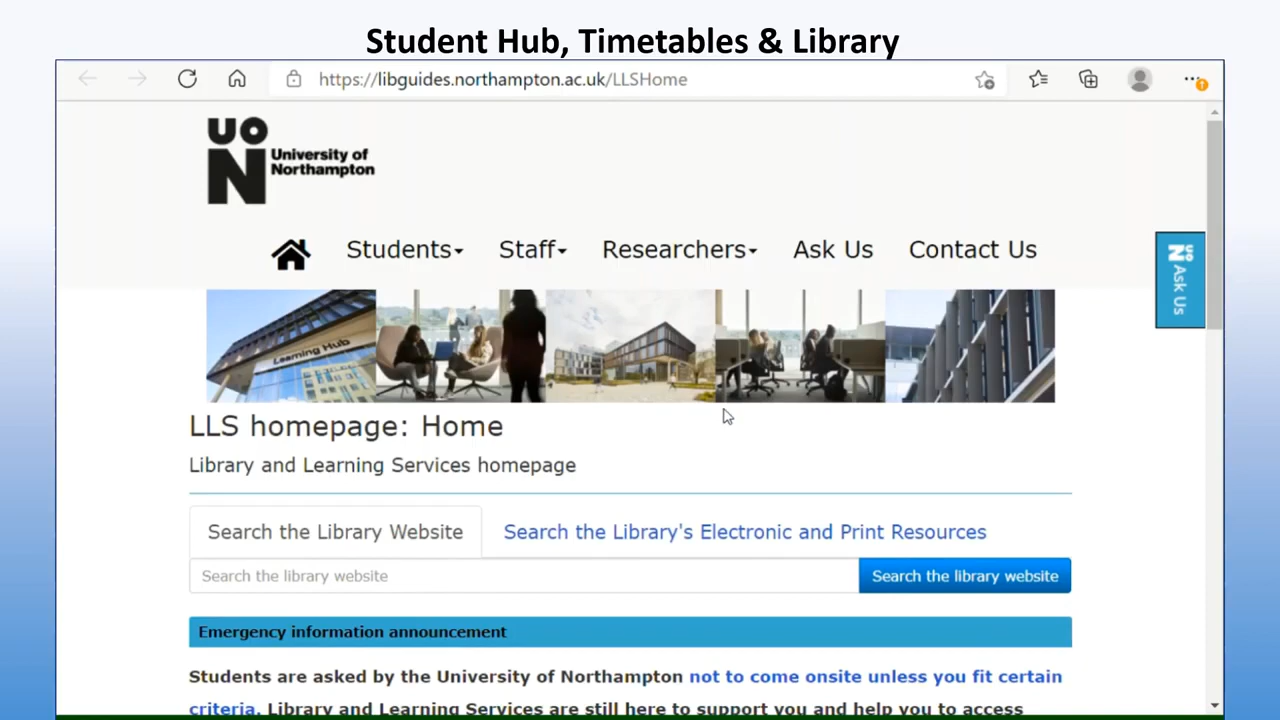 Student Hub, Timetables & Library
https://libguides.northampton.ac.uk/LLSHome
UO
N
University of
Northampton
Students
Staff
Researchers
Ask Us
Contact Us
UON Ask Us
Learning Hub
LLS homepage: Home
Library and Learning Services homepage
Search the Library Website
Search the Library's Electronic and Print Resources
Search the library website
Search the library website
Emergency information announcement
Students are asked by the University of Northampton not to come onsite unless you fit certain
criteria. Library and Learning Services are still here to support you and help you to access